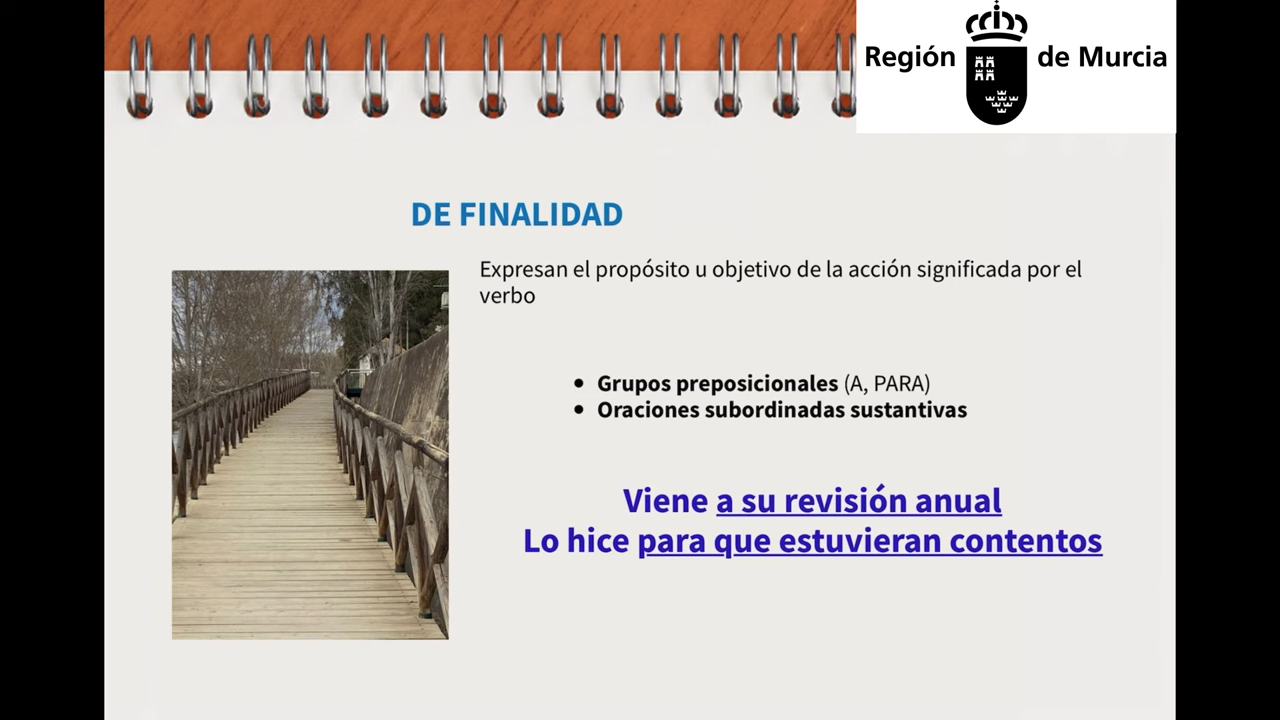 Región de Murcia
DE FINALIDAD
Expresan el propósito u objetivo de la acción significada por el
verbo
• Grupos preposicionales (A, PARA)
• Oraciones subordinadas sustantivas
Viene a su revisión anual
Lo hice para que estuvieran contentos